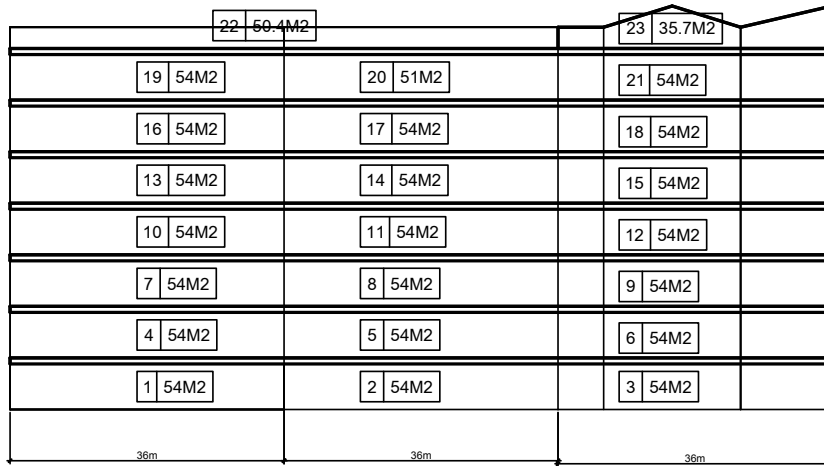 22 50.4M2
23 35.7M2
19 54M2
20 51M2
21 54M2
16 54M2
17 54M2
18 54M2
13 54M2
14 54M2
15 54M2
10 54M2
11 54M2
12 54M2
7 54M2
8 54M2
9 54M2
4 54M2
5 54M2
6 54M2
1 54M2
2 54M2
3 54M2
36m
36m
36m